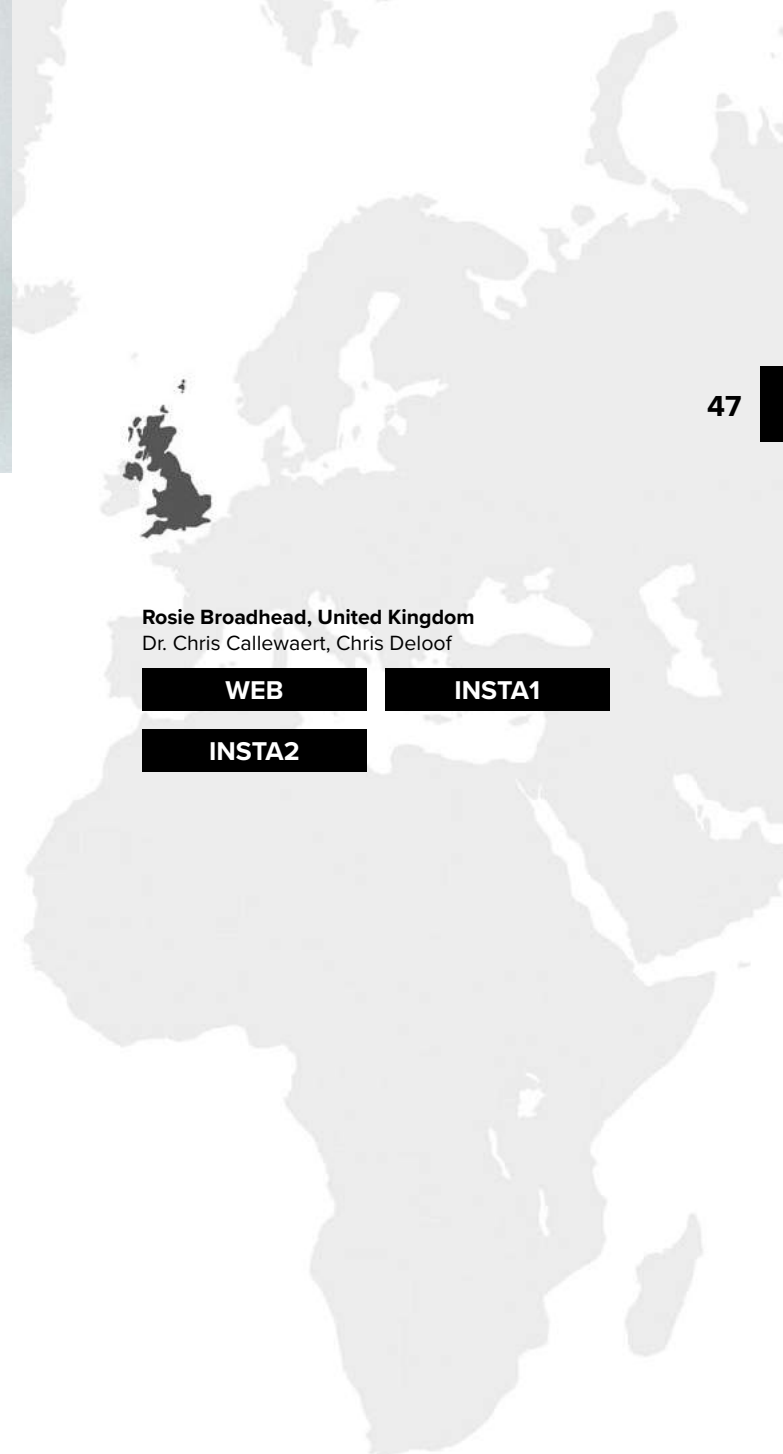 47
Rosie Broadhead, United Kingdom
Dr. Chris Callewaert, Chris Deloof
WEB INSTA1
INSTA2